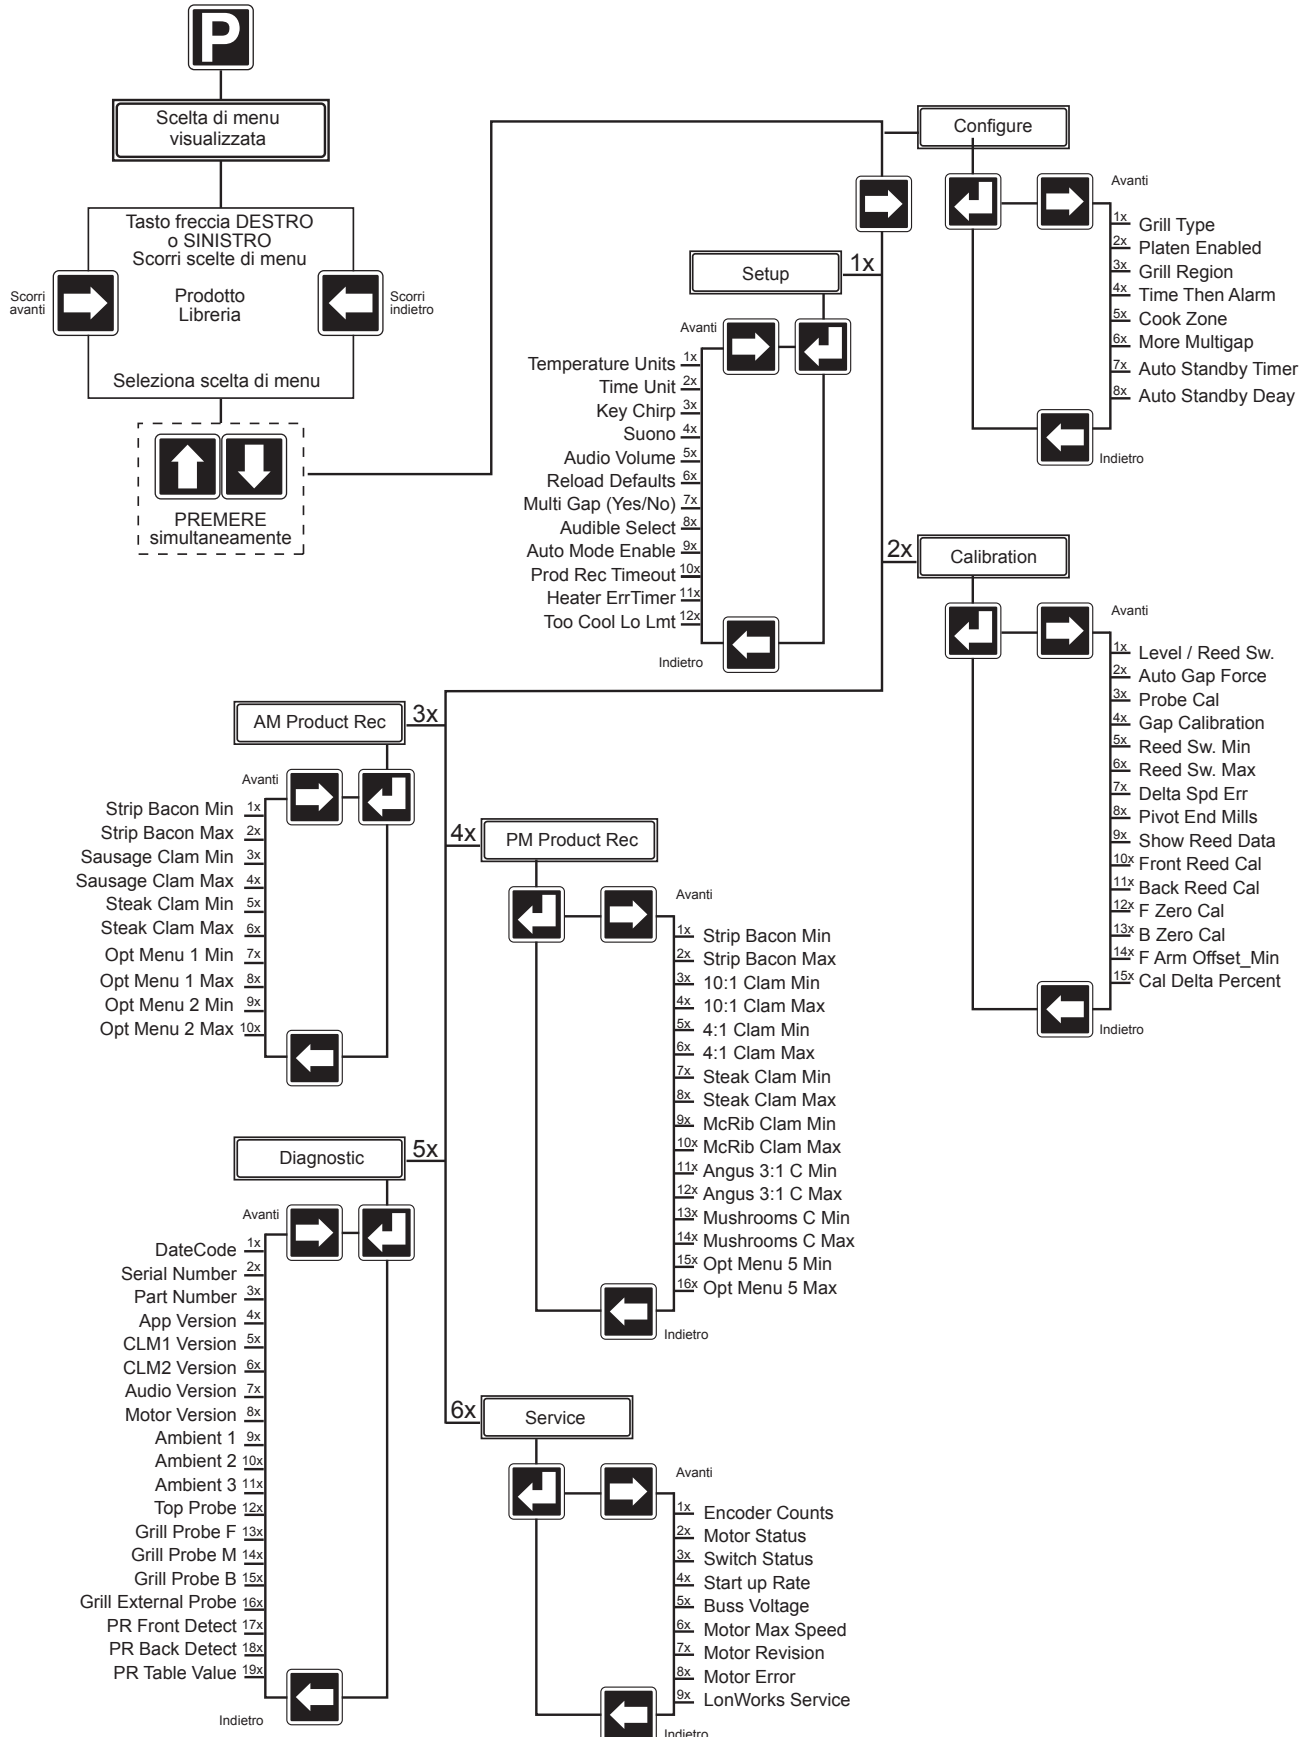 P
Scelta di menu
visualizzata
Tasto freccia DESTRO
o SINISTRO
Scorri scelte di menu
Scorri
avanti
Prodotto
Libreria
Scorri
indietro
Seleziona scelta di menu
PREMERE
simultaneamente
Configure
Avanti
1x Grill Type
2x Platen Enabled
3x Grill Region
4x Time Then Alarm
5x Cook Zone
6x More Multigap
7x Auto Standby Timer
8x Auto Standby Deay
Indietro
1x
Setup
Avanti
Temperature Units 1x
Time Unit 2x
Key Chirp 3x
Suono 4x
Audio Volume 5x
Reload Defaults 6x
Multi Gap (Yes/No) 7x
Audible Select 8x
Auto Mode Enable 9x
Prod Rec Timeout 10x
Heater ErrTimer 11x
Too Cool Lo Lmt 12x
Indietro
2x
Calibration
Avanti
1x Level / Reed Sw.
2x Auto Gap Force
3x Probe Cal
4x Gap Calibration
5x Reed Sw. Min
6x Reed Sw. Max
7x Delta Spd Err
8x Pivot End Mills
9x Show Reed Data
10x Front Reed Cal
11x Back Reed Cal
12x F Zero Cal
13x B Zero Cal
14x F Arm Offset_Min
15x Cal Delta Percent
Indietro
AM Product Rec
3x
Avanti
Strip Bacon Min 1x
Strip Bacon Max 2x
Sausage Clam Min 3x
Sausage Clam Max 4x
Steak Clam Min 5x
Steak Clam Max 6x
Opt Menu 1 Min 7x
Opt Menu 1 Max 8x
Opt Menu 2 Min 9x
Opt Menu 2 Max 10x
4x
PM Product Rec
Avanti
1x Strip Bacon Min
2x Strip Bacon Max
3x 10:1 Clam Min
4x 10:1 Clam Max
5x 4:1 Clam Min
6x 4:1 Clam Max
7x Steak Clam Min
8x Steak Clam Max
9x McRib Clam Min
10x McRib Clam Max
11x Angus 3:1 C Min
12x Angus 3:1 C Max
13x Mushrooms C Min
14x Mushrooms C Max
15x Opt Menu 5 Min
16x Opt Menu 5 Max
Indietro
Diagnostic
5x
Avanti
DateCode 1x
Serial Number 2x
Part Number 3x
App Version 4x
CLM1 Version 5x
CLM2 Version 6x
Audio Version 7x
Motor Version 8x
Ambient 1 9x
Ambient 2 10x
Ambient 3 11x
Top Probe 12x
Grill Probe F 13x
Grill Probe M 14x
Grill Probe B 15x
Grill External Probe 16x
PR Front Detect 17x
PR Back Detect 18x
PR Table Value 19x
Indietro
6x
Service
Avanti
1x Encoder Counts
2x Motor Status
3x Switch Status
4x Start up Rate
5x Buss Voltage
6x Motor Max Speed
7x Motor Revision
8x Motor Error
9x LonWorks Service
Indietro